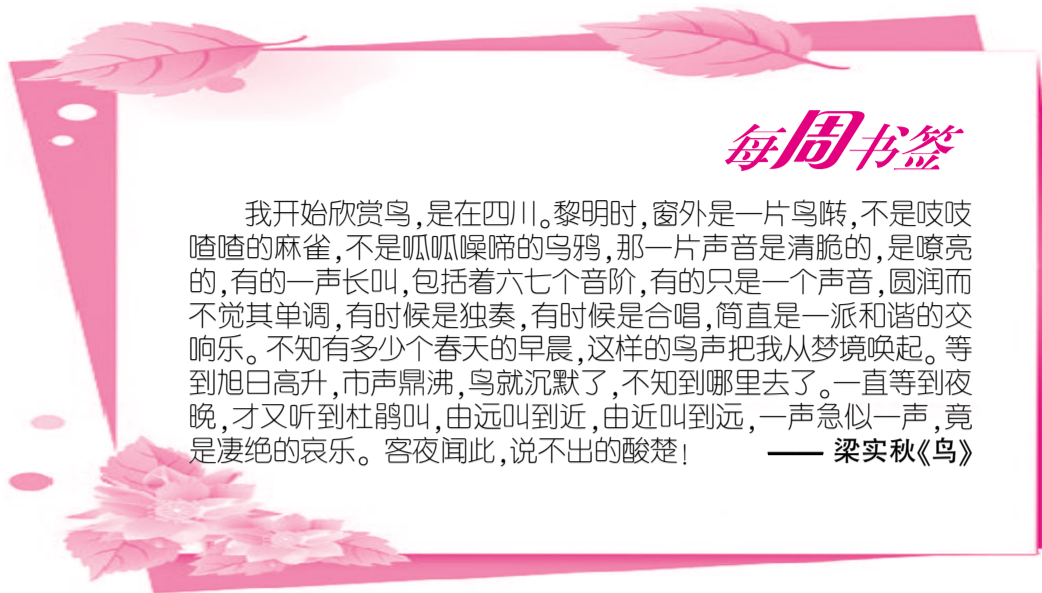 每周书签
我开始欣赏鸟,是在四川。黎明时,窗外是一片鸟啭,不是吱吱
喳喳的麻雀,不是呱呱噪啼的乌鸦,那一片声音是清脆的,是嘹亮
的,有的一声长叫,包括着六七个音阶,有的只是一个声音,圆润而
不觉其单调,有时候是独奏,有时候是合唱,简直是一派和谐的交
响乐。不知有多少个春天的早晨,这样的鸟声把我从梦境唤起。等
到旭日高升,市声鼎沸,鸟就沉默了,不知到哪里去了。一直等到夜
晚,才又听到杜鹃叫,由远叫到近,由近叫到远,一声急似一声,竟
是凄绝的哀乐。客夜闻此,说不出的酸楚! —— 梁实秋《鸟》